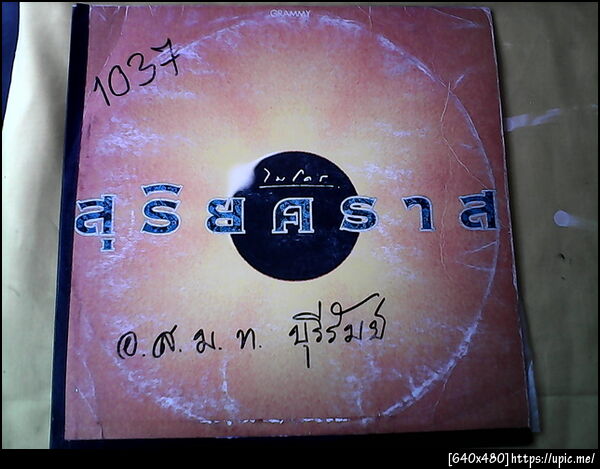 GRAMMY
1037
ไมโคร
สุริยคราส
อ.ส.ม.ท. บุรีรัมย์
[640x480]https://upic.me/